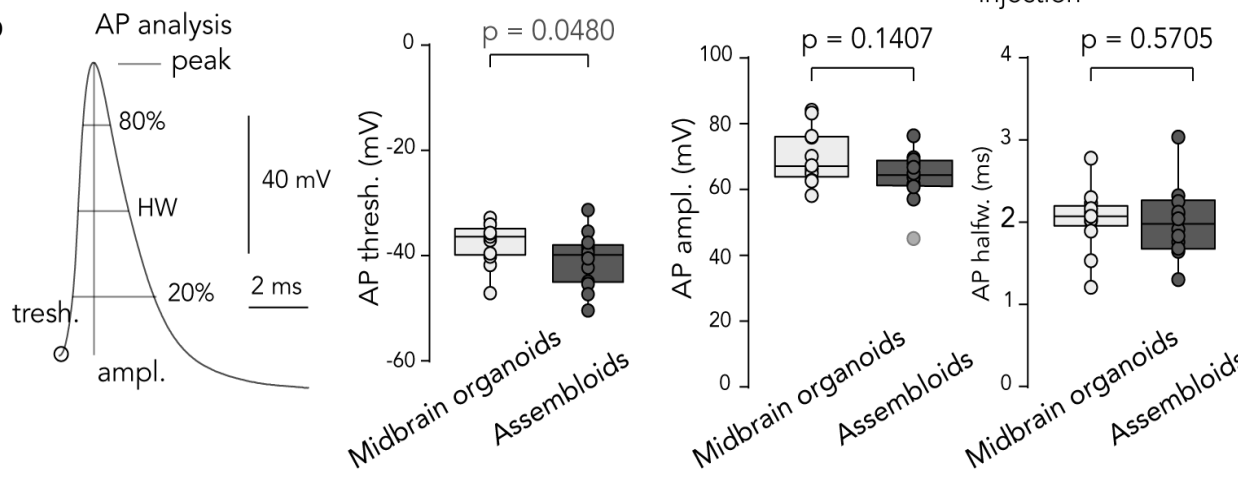 injection
AP analysis
peak
80%
HW
20%
tresh.
ampl.
40 mV
2 ms
p = 0.0480
AP thresh. (mV)
0
-20
-40
-60
Midbrain organoids
Assembloids
p = 0.1407
AP ampl. (mV)
100
80
60
40
20
0
Midbrain organoids
Assembloids
p = 0.5705
AP halfw. (ms)
4
3
2
1
0
Midbrain organoids
Assembloids